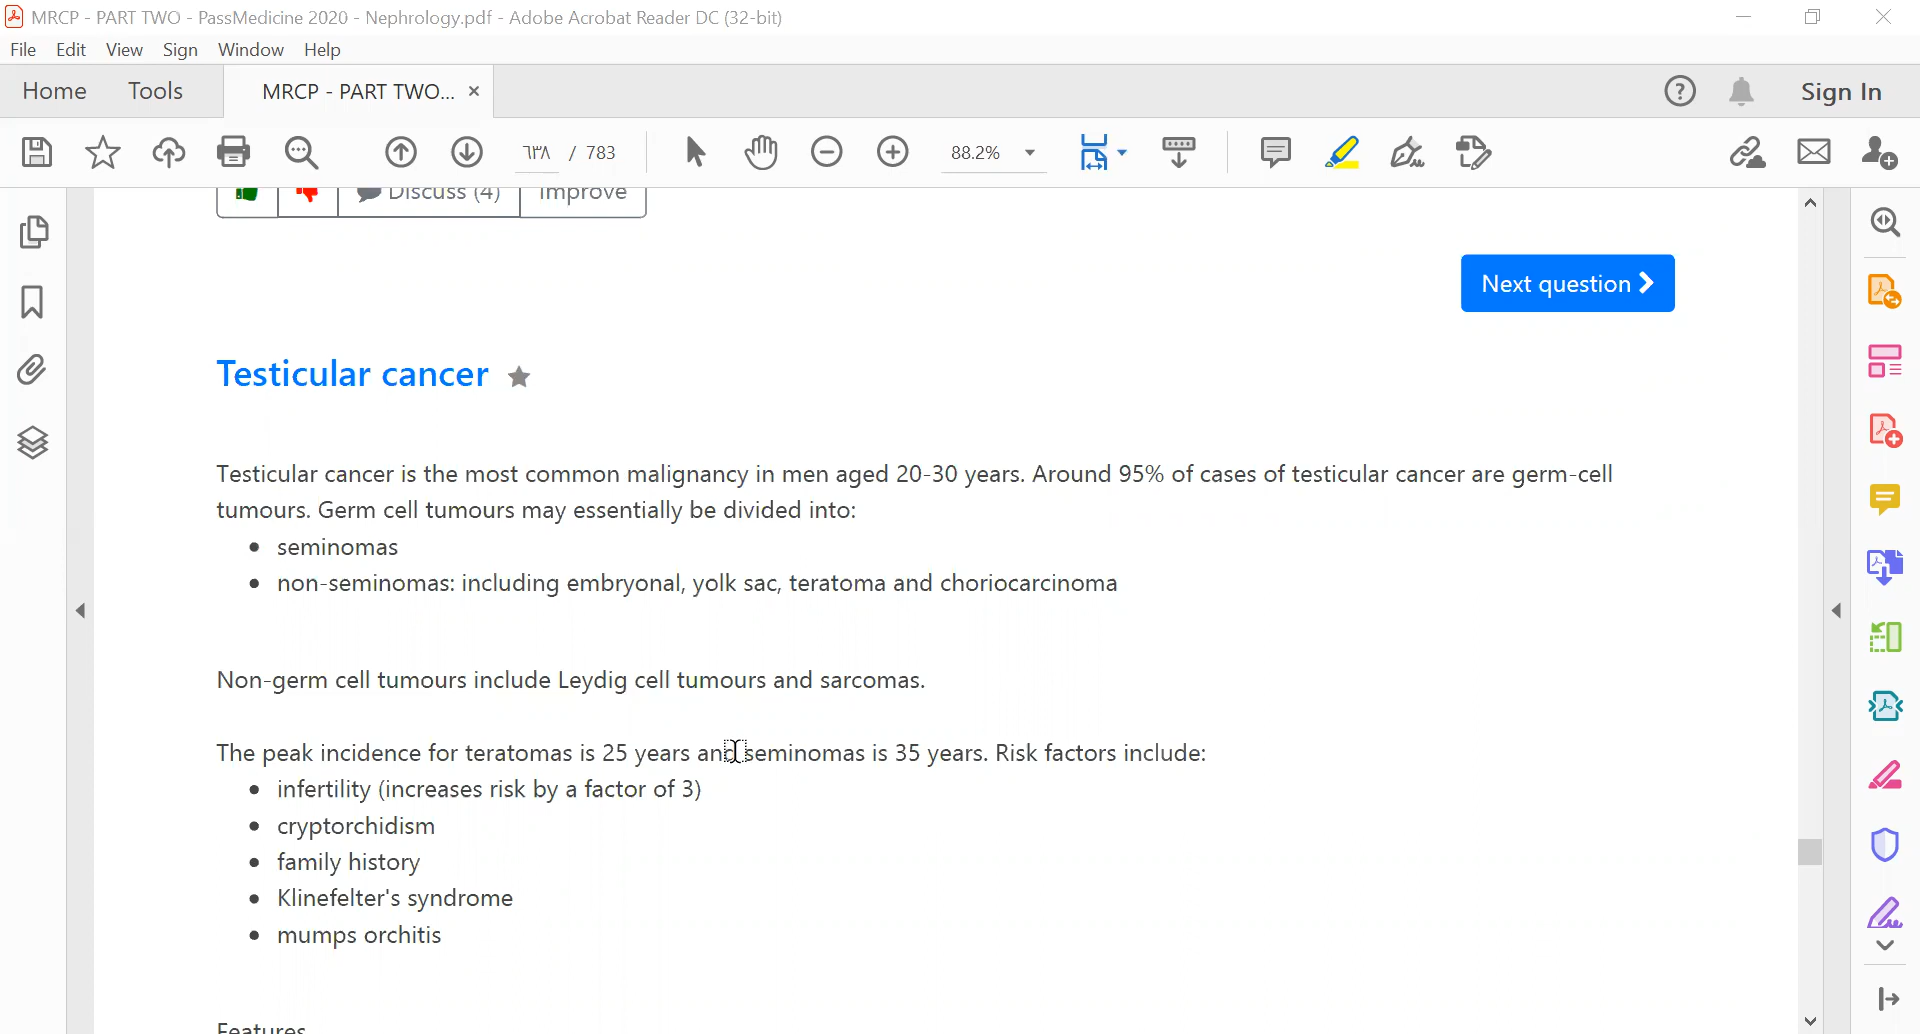 MRCP - PART TWO - PassMedicine 2020 - Nephrology.pdf - Adobe Acrobat Reader DC (32-bit)
File Edit View Sign Window Help
Home Tools MRCP - PART TWO... × Sign In
٦٣٨ / 783 88.2%
Discuss (4) Improve
Next question
Testicular cancer
Testicular cancer is the most common malignancy in men aged 20-30 years. Around 95% of cases of testicular cancer are germ-cell
tumours. Germ cell tumours may essentially be divided into:
• seminomas
• non-seminomas: including embryonal, yolk sac, teratoma and choriocarcinoma
Non-germ cell tumours include Leydig cell tumours and sarcomas.
The peak incidence for teratomas is 25 years and seminomas is 35 years. Risk factors include:
• infertility (increases risk by a factor of 3)
• cryptorchidism
• family history
• Klinefelter's syndrome
• mumps orchitis
Features